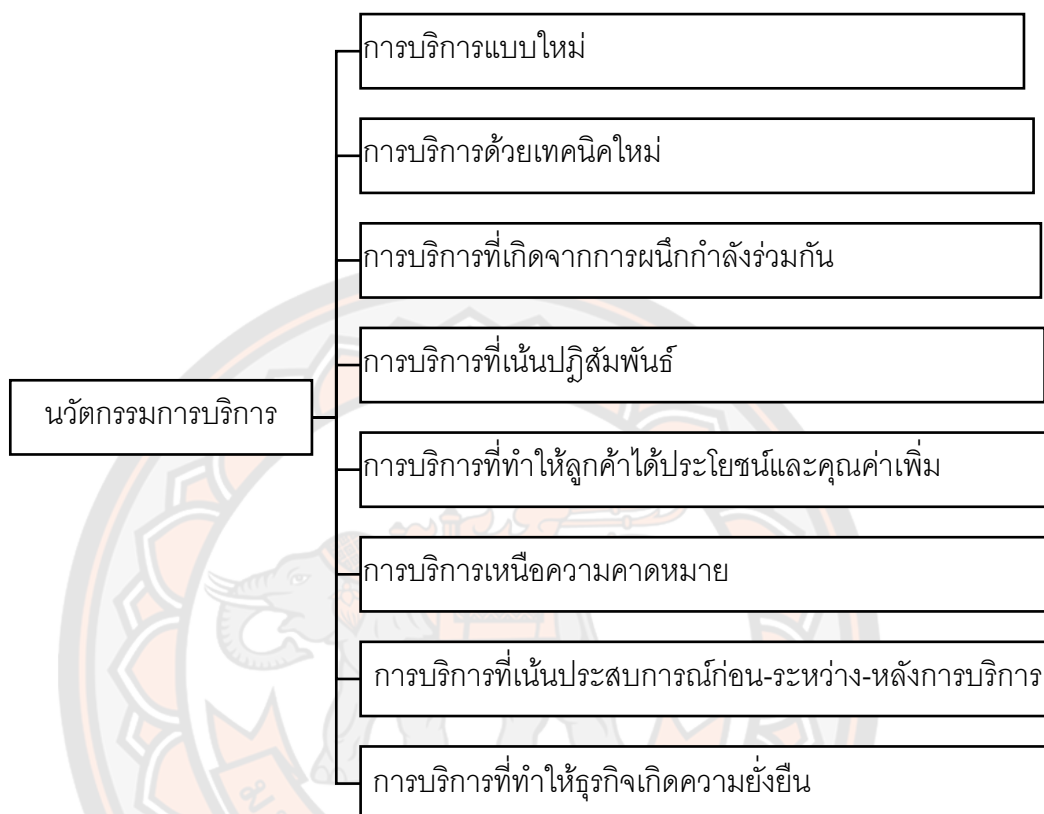 การบริการแบบใหม่
การบริการด้วยเทคนิคใหม่
การบริการที่เกิดจากการผนึกกำลังร่วมกัน
การบริการที่เน้นปฏิสัมพันธ์
นวัตกรรมการบริการ
การบริการที่ทำให้ลูกค้าได้ประโยชน์และคุณค่าเพิ่ม
การบริการเหนือความคาดหมาย
การบริการที่เน้นประสบการณ์ก่อน-ระหว่าง-หลังการบริการ
การบริการที่ทำให้ธุรกิจเกิดความยั่งยืน